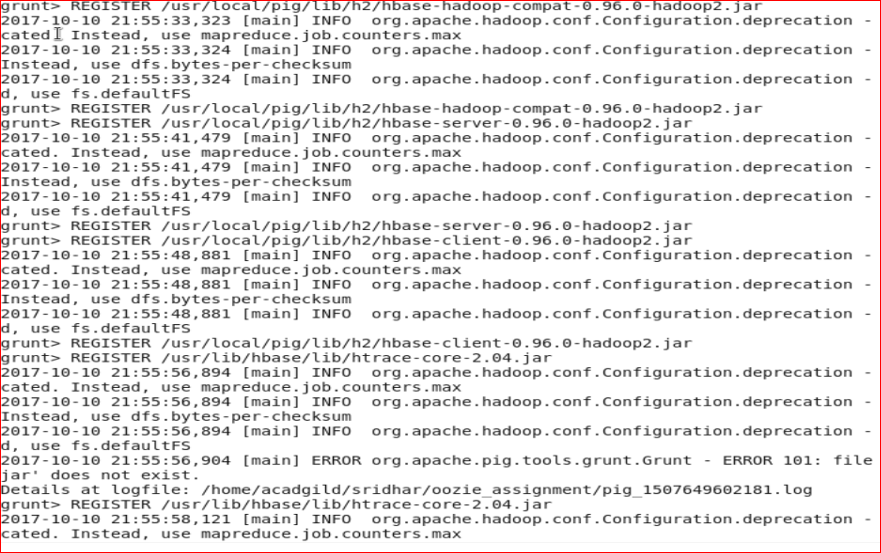 grunt> REGISTER /usr/local/pig/lib/h2/hbase-hadoop-compat-0.96.0-hadoop2.jar
2017-10-10 21:55:33,323 [main] INFO  org.apache.hadoop.conf.Configuration.deprecation -
cated. Instead, use mapreduce.job.counters.max
2017-10-10 21:55:33,324 [main] INFO  org.apache.hadoop.conf.Configuration.deprecation -
Instead, use dfs.bytes-per-checksum
2017-10-10 21:55:33,324 [main] INFO  org.apache.hadoop.conf.Configuration.deprecation -
d, use fs.defaultFS
grunt> REGISTER /usr/local/pig/lib/h2/hbase-hadoop-compat-0.96.0-hadoop2.jar
grunt> REGISTER /usr/local/pig/lib/h2/hbase-server-0.96.0-hadoop2.jar
2017-10-10 21:55:41,479 [main] INFO  org.apache.hadoop.conf.Configuration.deprecation -
cated. Instead, use mapreduce.job.counters.max
2017-10-10 21:55:41,479 [main] INFO  org.apache.hadoop.conf.Configuration.deprecation -
Instead, use dfs.bytes-per-checksum
2017-10-10 21:55:41,479 [main] INFO  org.apache.hadoop.conf.Configuration.deprecation -
d, use fs.defaultFS
grunt> REGISTER /usr/local/pig/lib/h2/hbase-server-0.96.0-hadoop2.jar
grunt> REGISTER /usr/local/pig/lib/h2/hbase-client-0.96.0-hadoop2.jar
2017-10-10 21:55:48,881 [main] INFO  org.apache.hadoop.conf.Configuration.deprecation -
cated. Instead, use mapreduce.job.counters.max
2017-10-10 21:55:48,881 [main] INFO  org.apache.hadoop.conf.Configuration.deprecation -
Instead, use dfs.bytes-per-checksum
2017-10-10 21:55:48,881 [main] INFO  org.apache.hadoop.conf.Configuration.deprecation -
d, use fs.defaultFS
grunt> REGISTER /usr/local/pig/lib/h2/hbase-client-0.96.0-hadoop2.jar
grunt> REGISTER /usr/lib/hbase/lib/htrace-core-2.04.jar
2017-10-10 21:55:56,894 [main] INFO  org.apache.hadoop.conf.Configuration.deprecation -
cated. Instead, use mapreduce.job.counters.max
2017-10-10 21:55:56,894 [main] INFO  org.apache.hadoop.conf.Configuration.deprecation -
Instead, use dfs.bytes-per-checksum
2017-10-10 21:55:56,894 [main] INFO  org.apache.hadoop.conf.Configuration.deprecation -
d, use fs.defaultFS
2017-10-10 21:55:56,904 [main] ERROR org.apache.pig.tools.grunt.Grunt - ERROR 101: file
jar' does not exist.
Details at logfile: /home/acadgild/sridhar/oozie_assignment/pig_1507649602181.log
grunt> REGISTER /usr/lib/hbase/lib/htrace-core-2.04.jar
2017-10-10 21:55:58,121 [main] INFO  org.apache.hadoop.conf.Configuration.deprecation -
cated. Instead, use mapreduce.job.counters.max